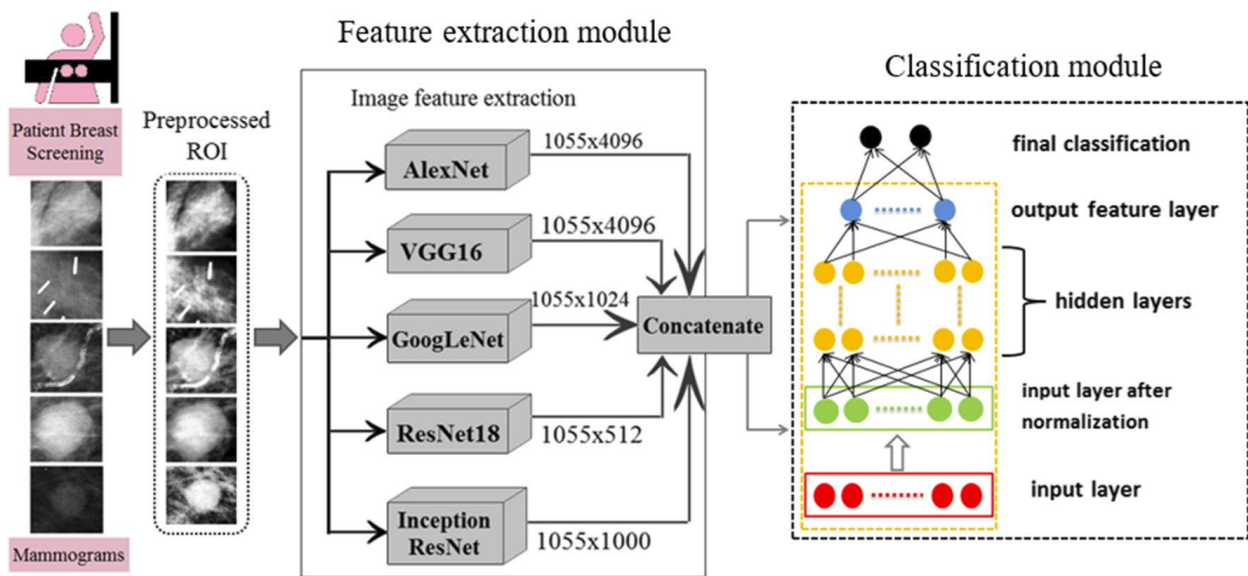 Patient Breast
Screening
Mammograms
Preprocessed
ROI
Feature extraction module
Image feature extraction
AlexNet
1055x4096
VGG16
1055x4096
GoogLeNet
1055x1024
ResNet18
1055x512
Inception
ResNet
1055x1000
Concatenate
Classification module
final classification
output feature layer
hidden layers
input layer after
normalization
input layer